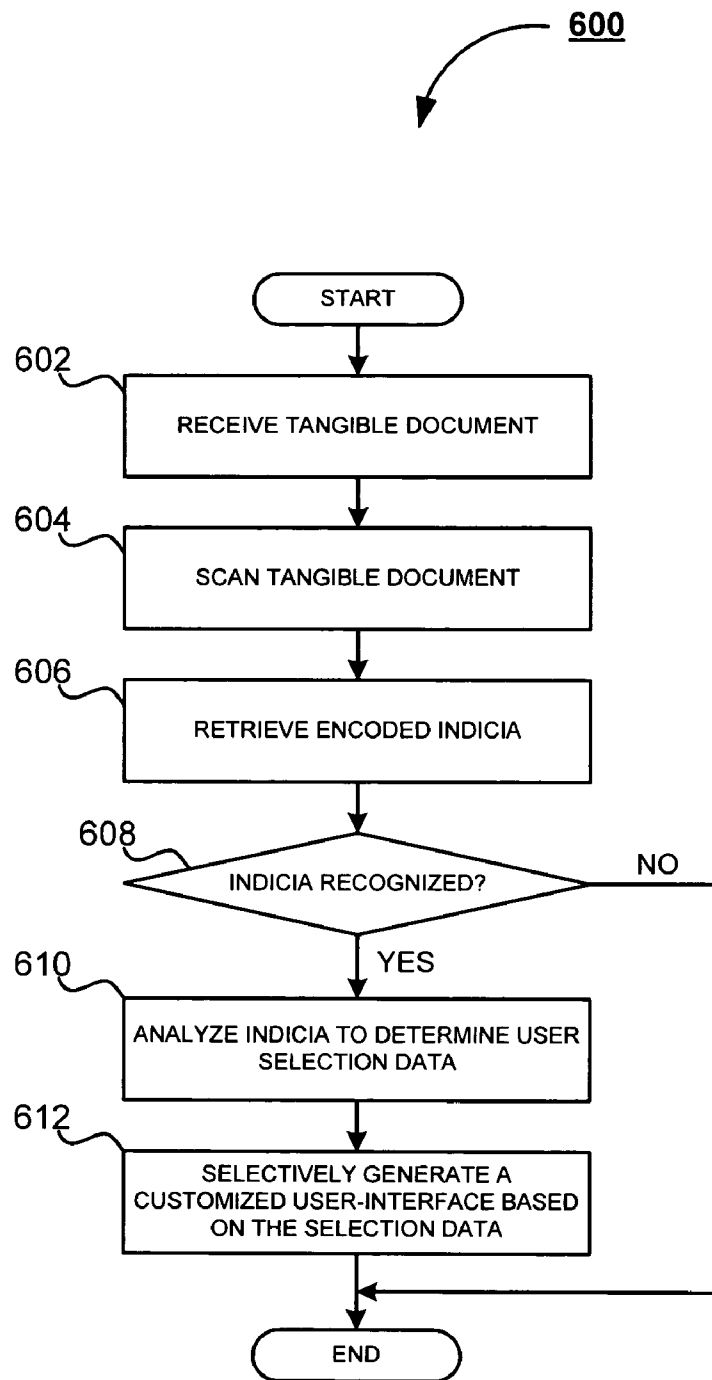 600
START
602
RECEIVE TANGIBLE DOCUMENT
604
SCAN TANGIBLE DOCUMENT
606
RETRIEVE ENCODED INDICIA
608
INDICIA RECOGNIZED?
NO
YES
610
ANALYZE INDICIA TO DETERMINE USER
SELECTION DATA
612
SELECTIVELY GENERATE A
CUSTOMIZED USER-INTERFACE BASED
ON THE SELECTION DATA
END